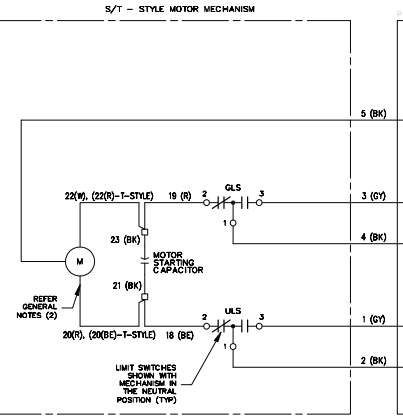 S/T - STYLE MOTOR MECHANISM
5 (BK)
22(W), (22(R)-T-STYLE)
19 (R)
2
GLS
3
3 (GY)
1
23 (BK)
4 (BK)
M
MOTOR
STARTING
CAPACITOR
21 (BK)
REFER
GENERAL
NOTES (2)
20(R), (20(BE)-T-STYLE)
18 (BE)
2
ULS
3
1 (GY)
1
2 (BK)
LIMIT SWITCHES
SHOWN WITH
MECHANISM IN
THE NEUTRAL
POSITION (TYP)